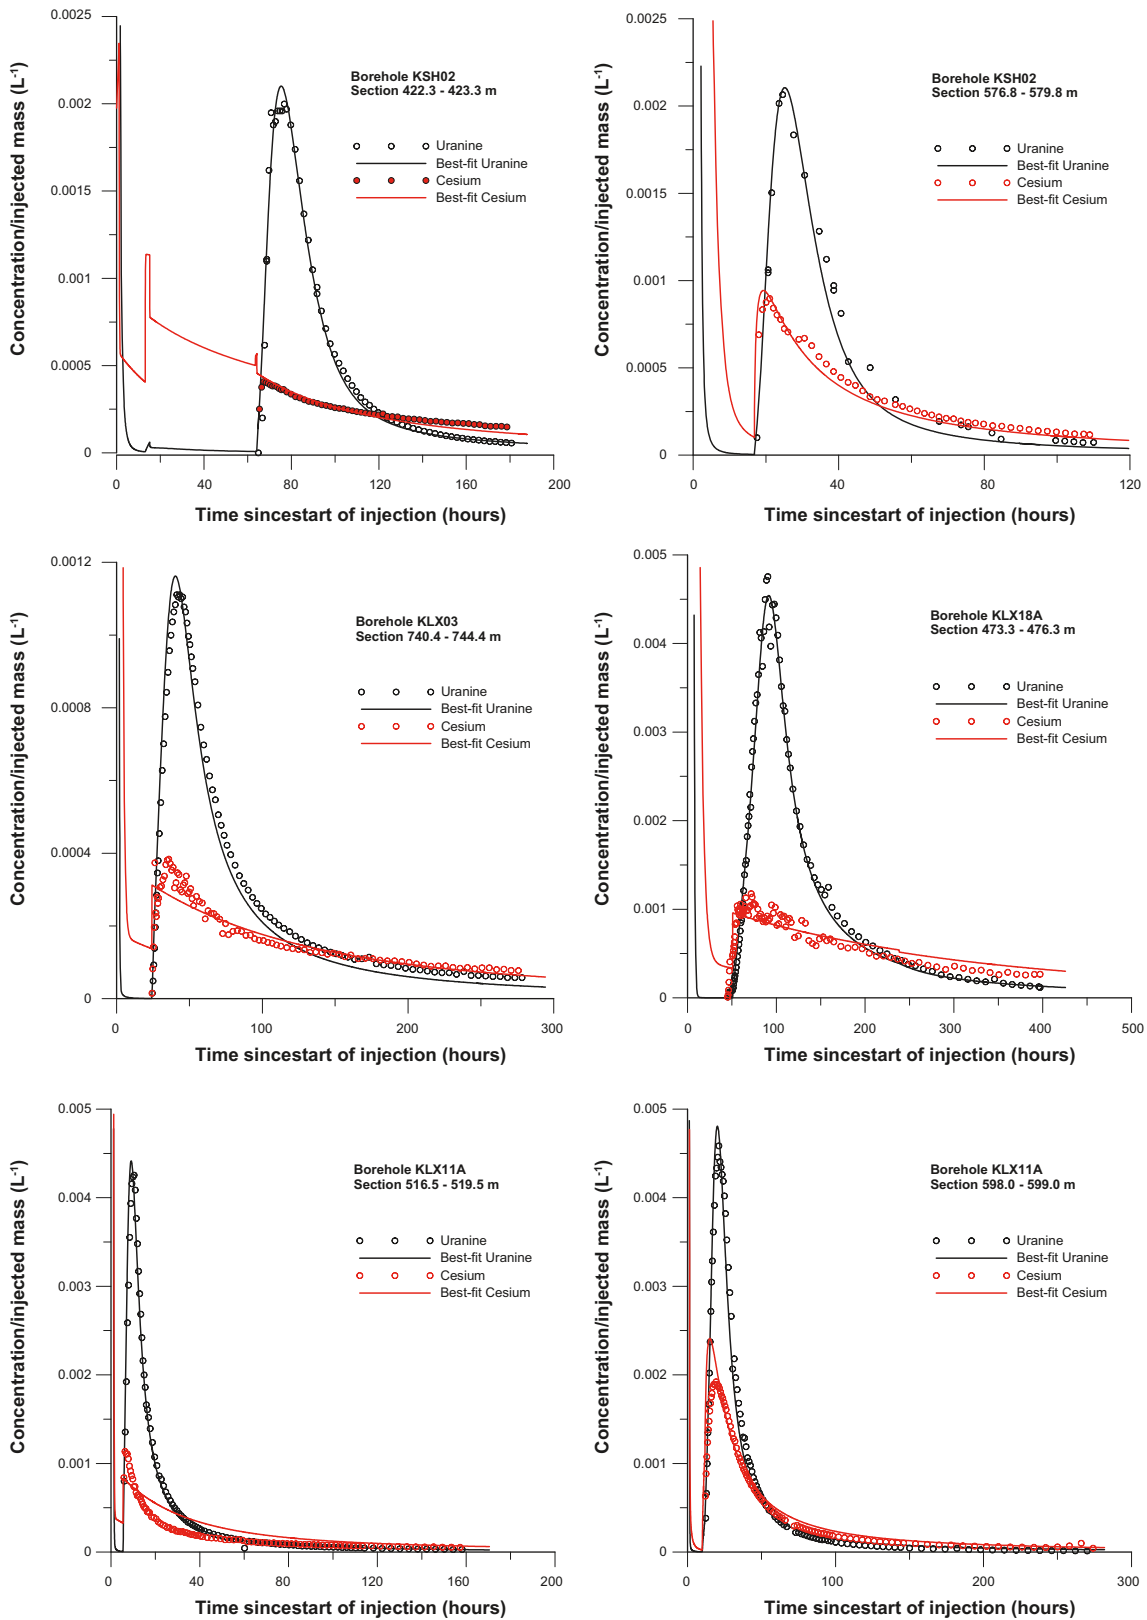 Concentration/injected mass (L-1)
0.0025
0.002
0.0015
0.001
0.0005
0
0 40 80 120 160 200
Time sincestart of injection (hours)
Borehole KSH02
Section 422.3 - 423.3 m
Uranine
Best-fit Uranine
Cesium
Best-fit Cesium
Concentration/injected mass (L-1)
0.0025
0.002
0.0015
0.001
0.0005
0
0 20 40 80 120
Time sincestart of injection (hours)
Borehole KSH02
Section 576.8 - 579.8 m
Uranine
Best-fit Uranine
Cesium
Best-fit Cesium
Concentration/injected mass (L-1)
0.0012
0.0008
0.0004
0
0 100 200 300
Time sincestart of injection (hours)
Borehole KLX03
Section 740.4 - 744.4 m
Uranine
Best-fit Uranine
Cesium
Best-fit Cesium
Concentration/injected mass (L-1)
0.005
0.004
0.003
0.002
0.001
0
0 100 200 300 400 500
Time sincestart of injection (hours)
Borehole KLX18A
Section 473.3 - 476.3 m
Uranine
Best-fit Uranine
Cesium
Best-fit Cesium
Concentration/injected mass (L-1)
0.005
0.004
0.003
0.002
0.001
0
0 20 40 80 120 160 200
Time sincestart of injection (hours)
Borehole KLX11A
Section 516.5 - 519.5 m
Uranine
Best-fit Uranine
Cesium
Best-fit Cesium
Concentration/injected mass (L-1)
0.005
0.004
0.003
0.002
0.001
0
0 100 200 300
Time sincestart of injection (hours)
Borehole KLX11A
Section 598.0 - 599.0 m
Uranine
Best-fit Uranine
Cesium
Best-fit Cesium